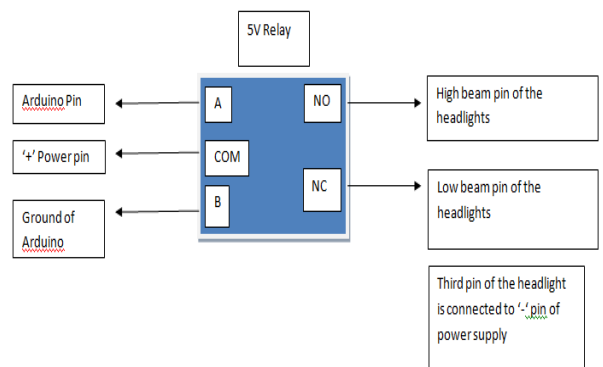 5V Relay
Arduino Pin
A
NO
High beam pin of the
headlights
'+' Power pin
COM
NC
Low beam pin of the
headlights
B
Ground of
Arduino
Third pin of the headlight
is connected to '-' pin of
power supply